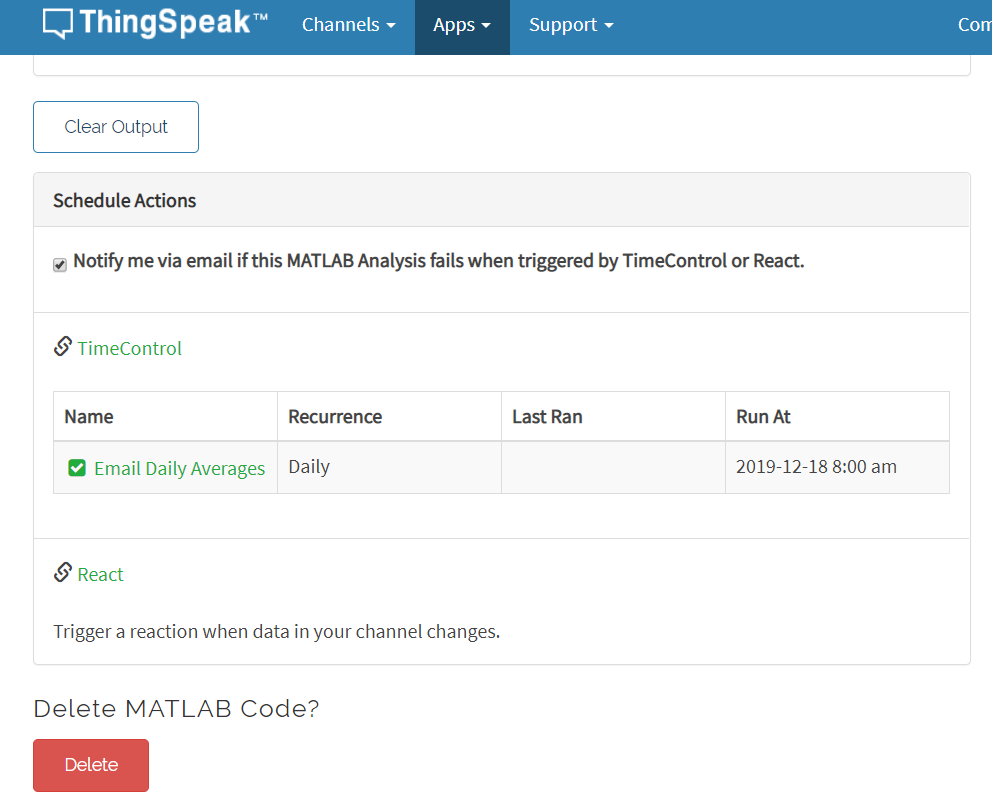 ThingSpeak™ Channels Apps Support
Clear Output
Schedule Actions
Notify me via email if this MATLAB Analysis fails when triggered by TimeControl or React.
TimeControl
Name Recurrence Last Ran Run At
Email Daily Averages Daily 2019-12-18 8:00 am
React
Trigger a reaction when data in your channel changes.
Delete MATLAB Code?
Delete